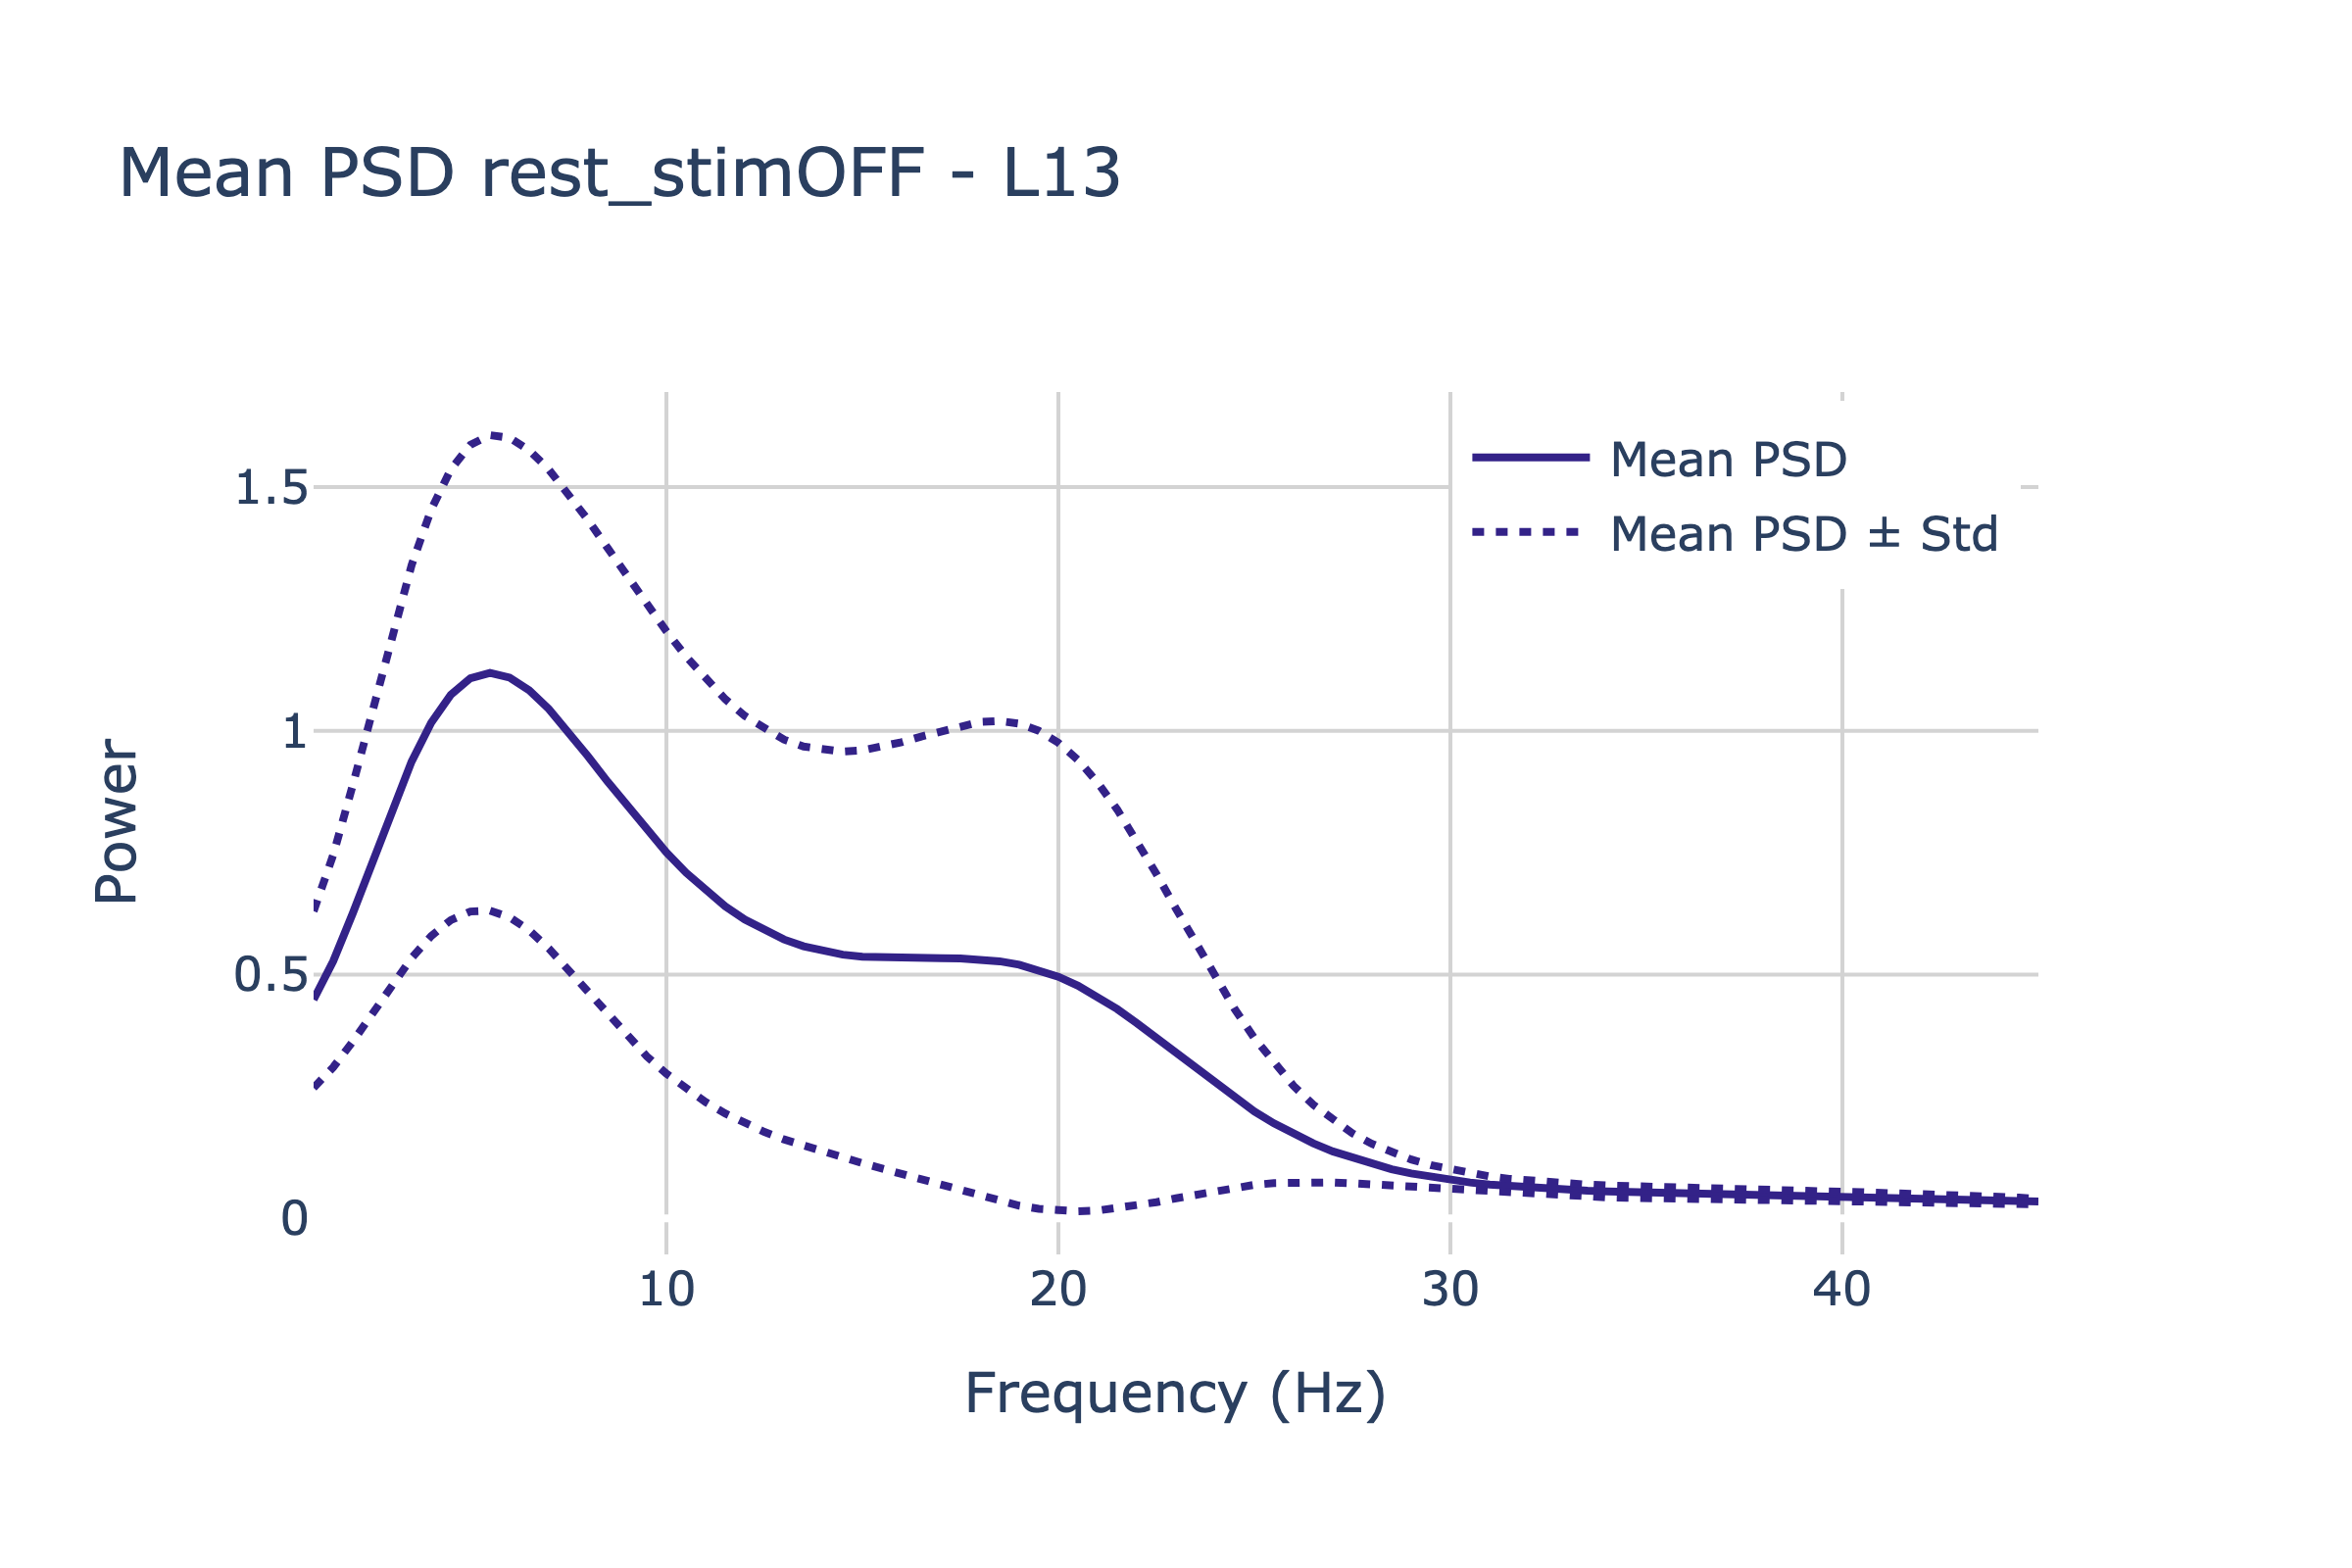 Mean PSD rest_stimOFF - L13
Mean PSD
Mean PSD ± Std
1.5
1
0.5
0
Power
10 20 30 40
Frequency (Hz)